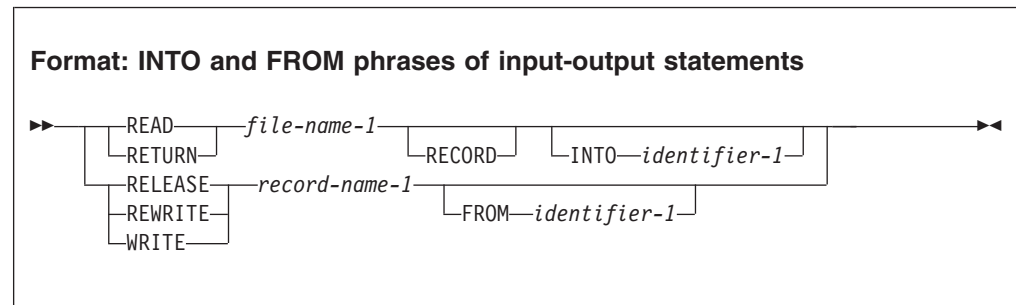 Format: INTO and FROM phrases of input-output statements
READ file-name-1 RECORD INTO identifier-1
RETURN
RELEASE record-name-1 FROM identifier-1
REWRITE
WRITE